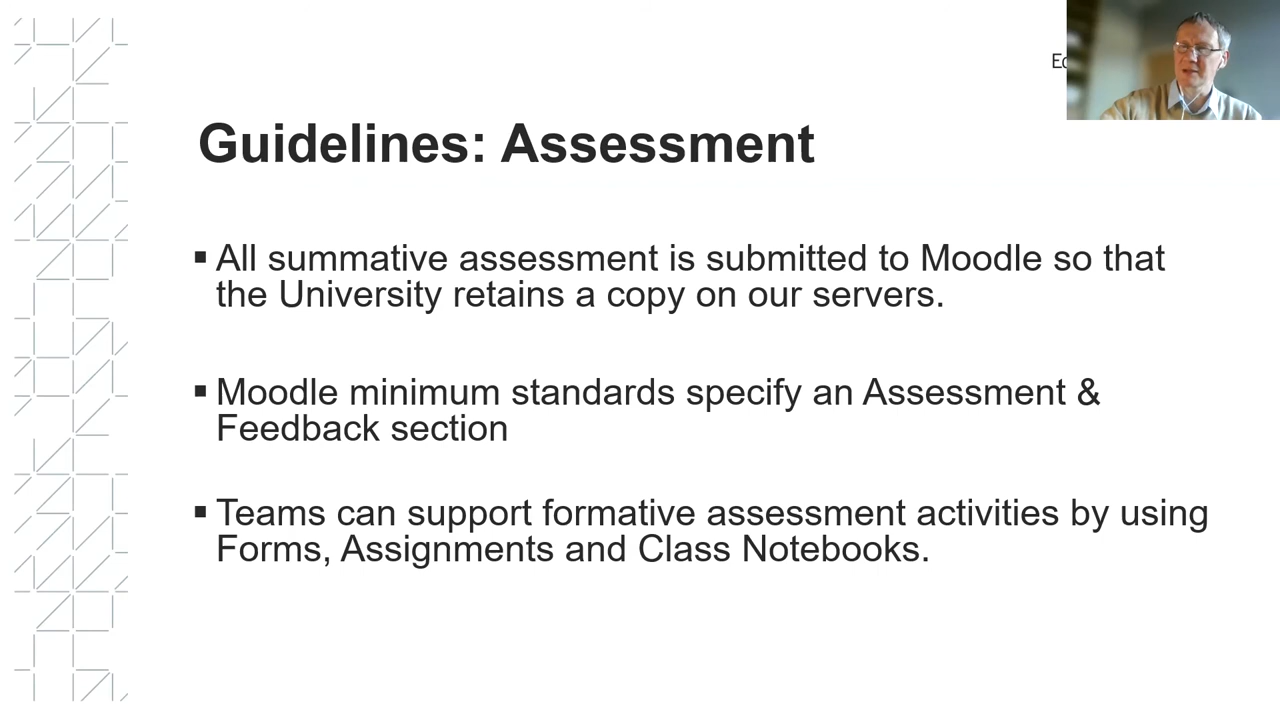 Guidelines: Assessment
▪ All summative assessment is submitted to Moodle so that
the University retains a copy on our servers.
▪ Moodle minimum standards specify an Assessment &
Feedback section
▪ Teams can support formative assessment activities by using
Forms, Assignments and Class Notebooks.